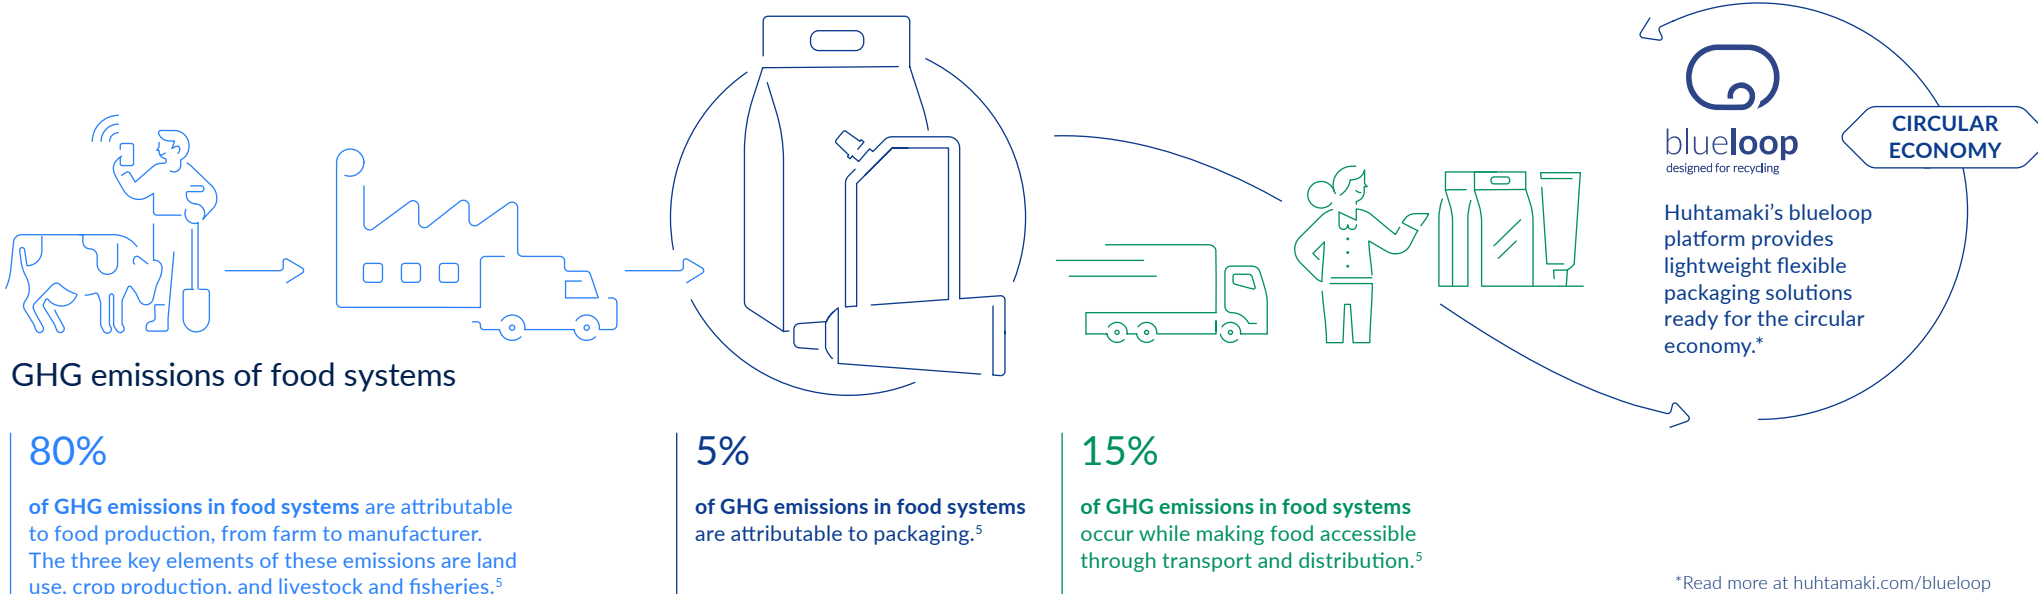 blueloop
designed for recycling
CIRCULAR
ECONOMY
Huhtamaki’s blueloop
platform provides
lightweight flexible
packaging solutions
ready for the circular
economy.*
GHG emissions of food systems
80%
of GHG emissions in food systems are attributable
to food production, from farm to manufacturer.
The three key elements of these emissions are land
use, crop production, and livestock and fisheries.5
5%
of GHG emissions in food systems
are attributable to packaging.5
15%
of GHG emissions in food systems
occur while making food accessible
through transport and distribution.5
*Read more at huhtamaki.com/blueloop